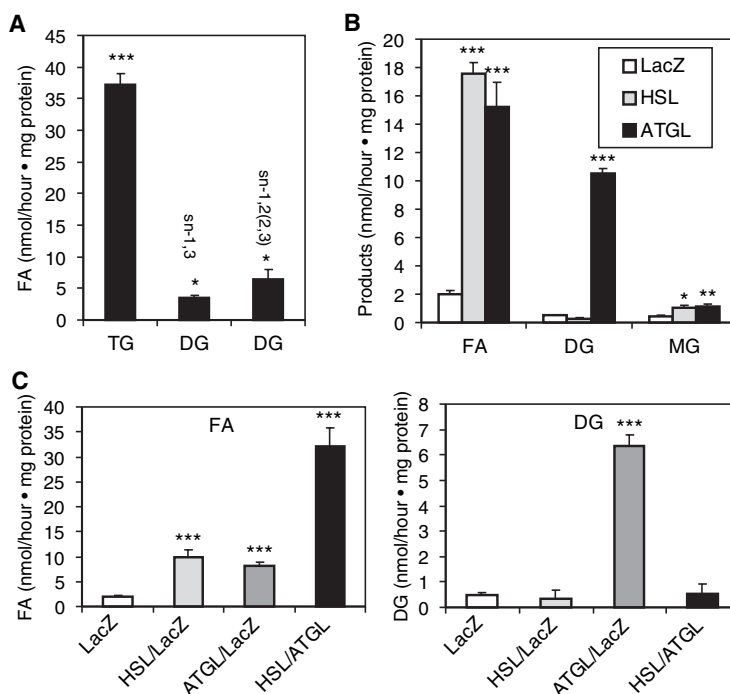 A
FA (nmol/hour • mg protein)
45
40
35
30
25
20
15
10
5
0
***
sn-1,3
*
sn-1,2(2,3)
*
TG DG DG
B
Products (nmol/hour • mg protein)
20
18
16
14
12
10
8
6
4
2
0
*** ***
***
* **
LacZ
HSL
ATGL
FA DG MG
C
FA (nmol/hour • mg protein)
40
35
30
25
20
15
10
5
0
FA
***
***
***
LacZ HSL/LacZ ATGL/LacZ HSL/ATGL
DG (nmol/hour • mg protein)
8
7
6
5
4
3
2
1
0
DG
***
LacZ HSL/LacZ ATGL/LacZ HSL/ATGL